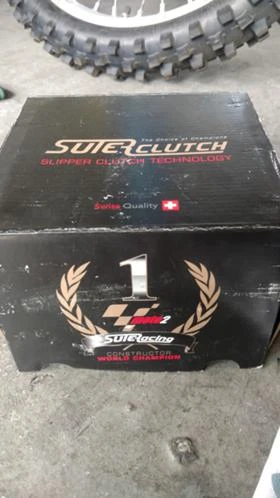 The Choice of Champions
SUTERCLUTCH
SLIPPER CLUTCH TECHNOLOGY
Swiss Quality
1
moto2
SUTERacing
CONSTRUCTOR
WORLD CHAMPION